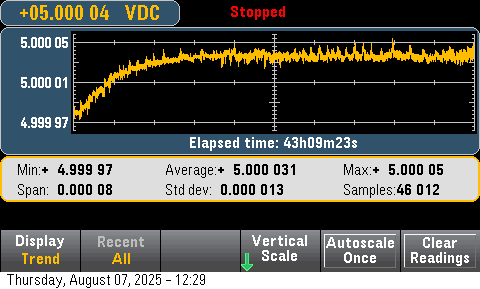 +05.000 04 VDC Stopped
5.000 05
5.000 01
4.999 97
Elapsed time: 43h09m23s
Min:+ 4.999 97 Average:+ 5.000 031 Max:+ 5.000 05
Span: 0.000 08 Std dev: 0.000 013 Samples:46 012
Display Trend
Recent All
Vertical Scale
Autoscale Once
Clear Readings
Thursday, August 07, 2025 – 12:29